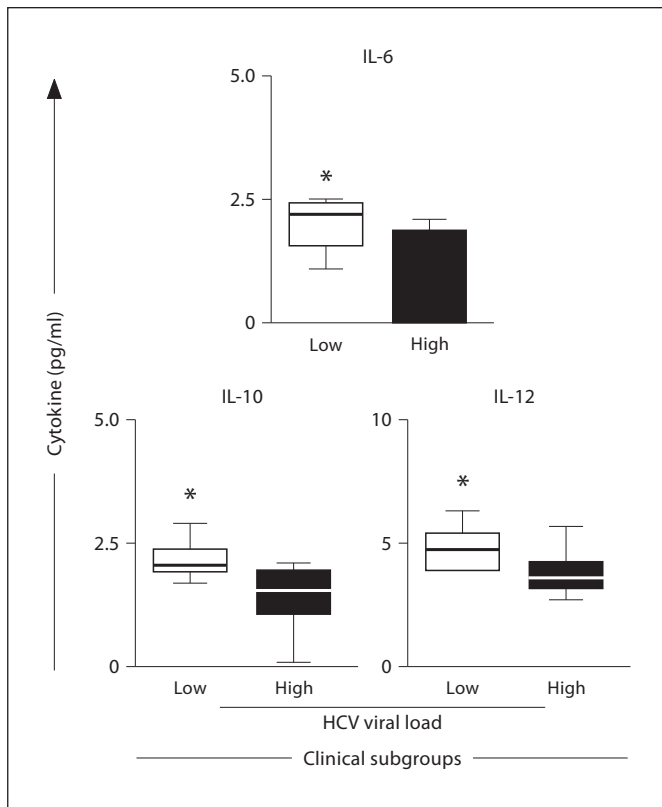 IL-6
5.0
*
2.5
0
Low High
Cytokine (pg/ml)
IL-10 IL-12
5.0 10
* *
2.5 5
0 0
Low High Low High
HCV viral load
Clinical subgroups